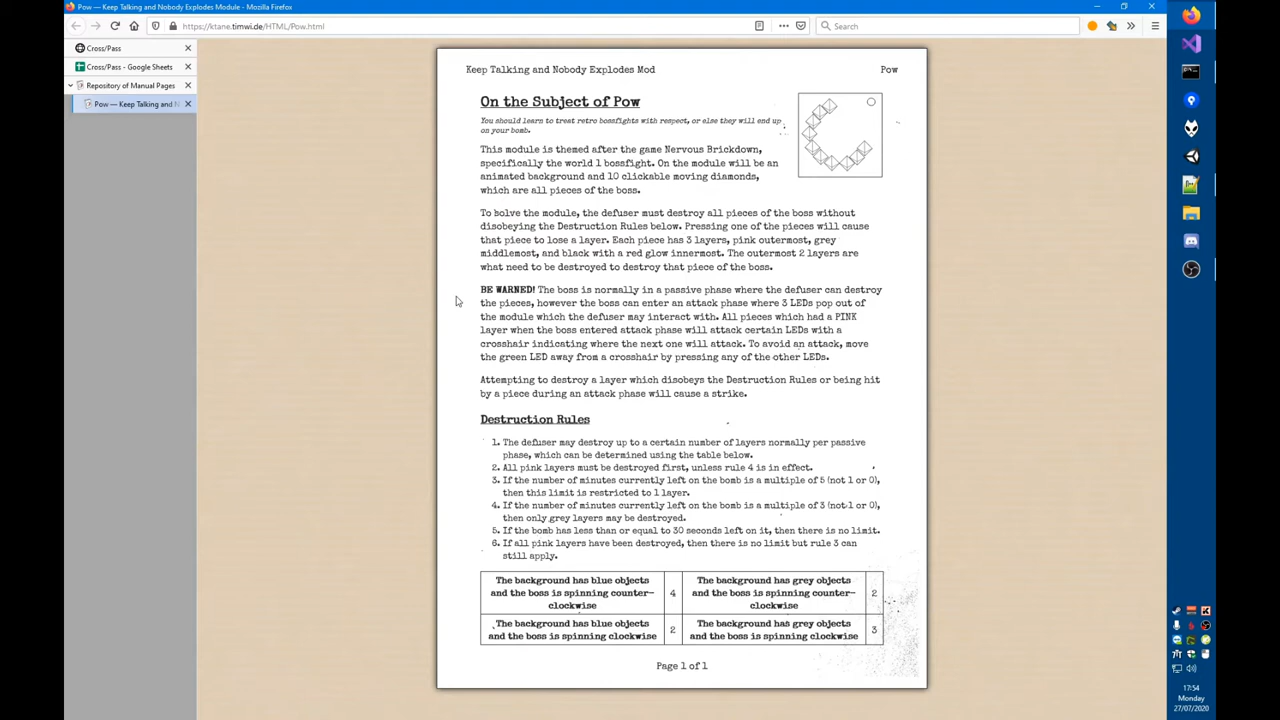 Pow — Keep Talking and Nobody Explodes Module - Mozilla Firefox
https://ktane.timwi.de/HTML/Pow.html
Search
Cross/Pass
Cross/Pass - Google Sheets
Repository of Manual Pages
Pow — Keep Talking and N
Keep Talking and Nobody Explodes Mod
Pow
On the Subject of Pow
You should learn to treat retro bossfights with respect, or else they will end up
on your bomb.
This module is themed after the game Nervous Brickdown,
specifically the world 1 bossfight. On the module will be an
animated background and 10 clickable moving diamonds,
which are all pieces of the boss.
To bolve the module, the defuser must destroy all pieces of the boss without
disobeying the Destruction Rules below. Pressing one of the pieces will cause
that piece to lose a layer. Each piece has 3 layers, pink outermost, grey
middlemost, and black with a red glow innermost. The outermost 2 layers are
what need to be destroyed to destroy that piece of the boss.
BE WARNED! The boss is normally in a passive phase where the defuser can destroy
the pieces, however the boss can enter an attack phase where 3 LEDs pop out of
the module which the defuser may interact with. All pieces which had a PINK
layer when the boss entered attack phase will attack certain LEDs with a
crosshair indicating where the next one will attack. To avoid an attack, move
the green LED away from a crosshair by pressing any of the other LEDs.
Attempting to destroy a layer which disobeys the Destruction Rules or being hit
by a piece during an attack phase will cause a strike.
Destruction Rules
1. The defuser may destroy up to a certain number of layers normally per passive
phase, which can be determined using the table below.
2. All pink layers must be destroyed first, unless rule 4 is in effect.
3. If the number of minutes currently left on the bomb is a multiple of 5 (not 1 or 0),
then this limit is restricted to 1 layer.
4. If the number of minutes currently left on the bomb is a multiple of 3 (not 1 or 0),
then only grey layers may be destroyed.
5. If the bomb has less than or equal to 30 seconds left on it, then there is no limit.
6. If all pink layers have been destroyed, then there is no limit but rule 3 can
still apply.
The background has blue objects
and the boss is spinning counter-
clockwise
4
The background has grey objects
and the boss is spinning counter-
clockwise
2
The background has blue objects
and the boss is spinning clockwise
2
The background has grey objects
and the boss is spinning clockwise
3
Page 1 of 1
17:54
Monday
27/07/2020